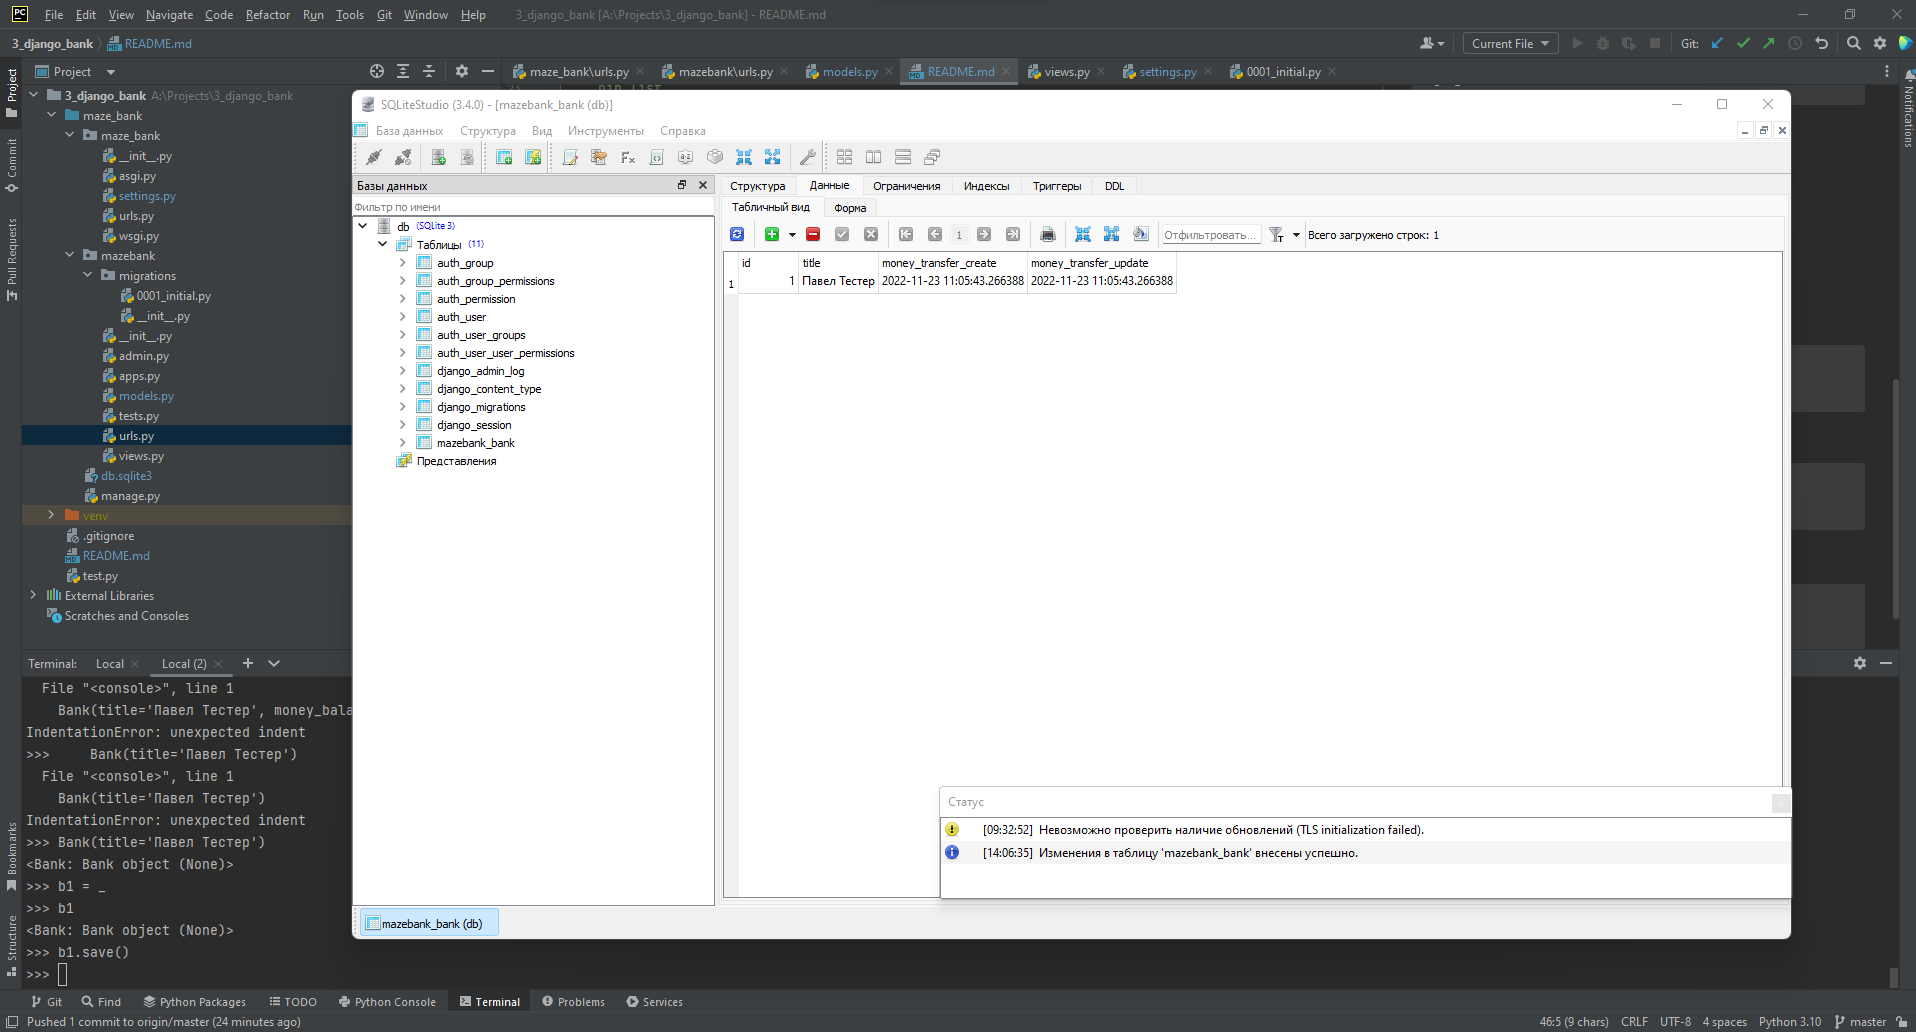 File Edit View Navigate Code Refactor Run Tools Git Window Help 3_django_bank [A:\Projects\3_django_bank] - README.md
3_django_bank README.md
Current File
Git:
Project
maze_bank\urls.py
mazebank\urls.py
models.py
README.md
views.py
settings.py
0001_initial.py
Project
Commit
Pull Requests
Bookmarks
Structure
Notifications
3_django_bank A:\Projects\3_django_bank
maze_bank
maze_bank
__init__.py
asgi.py
settings.py
urls.py
wsgi.py
mazebank
migrations
0001_initial.py
__init__.py
__init__.py
admin.py
apps.py
models.py
tests.py
urls.py
views.py
db.sqlite3
manage.py
venv
.gitignore
README.md
test.py
External Libraries
Scratches and Consoles
SQLiteStudio (3.4.0) - [mazebank_bank (db)]
База данных Структура Вид Инструменты Справка
Базы данных
Фильтр по имени
db (SQLite 3)
Таблицы (11)
auth_group
auth_group_permissions
auth_permission
auth_user
auth_user_groups
auth_user_user_permissions
django_admin_log
django_content_type
django_migrations
django_session
mazebank_bank
Представления
Структура Данные Ограничения Индексы Триггеры DDL
Табличный вид Форма
1 Отфильтровать... Всего загружено строк: 1
id title money_transfer_create money_transfer_update
1 1 Павел Тестер 2022-11-23 11:05:43.266388 2022-11-23 11:05:43.266388
Статус
[09:32:52] Невозможно проверить наличие обновлений (TLS initialization failed).
[14:06:35] Изменения в таблицу 'mazebank_bank' внесены успешно.
mazebank_bank (db)
Terminal: Local Local (2)
File "<console>", line 1
Bank(title='Павел Тестер', money_bala
IndentationError: unexpected indent
>>> Bank(title='Павел Тестер')
File "<console>", line 1
Bank(title='Павел Тестер')
IndentationError: unexpected indent
>>> Bank(title='Павел Тестер')
<Bank: Bank object (None)>
>>> b1 = _
>>> b1
<Bank: Bank object (None)>
>>> b1.save()
>>>
Git Find Python Packages TODO Python Console Terminal Problems Services
Pushed 1 commit to origin/master (24 minutes ago)
46:5 (9 chars) CRLF UTF-8 4 spaces Python 3.10 master